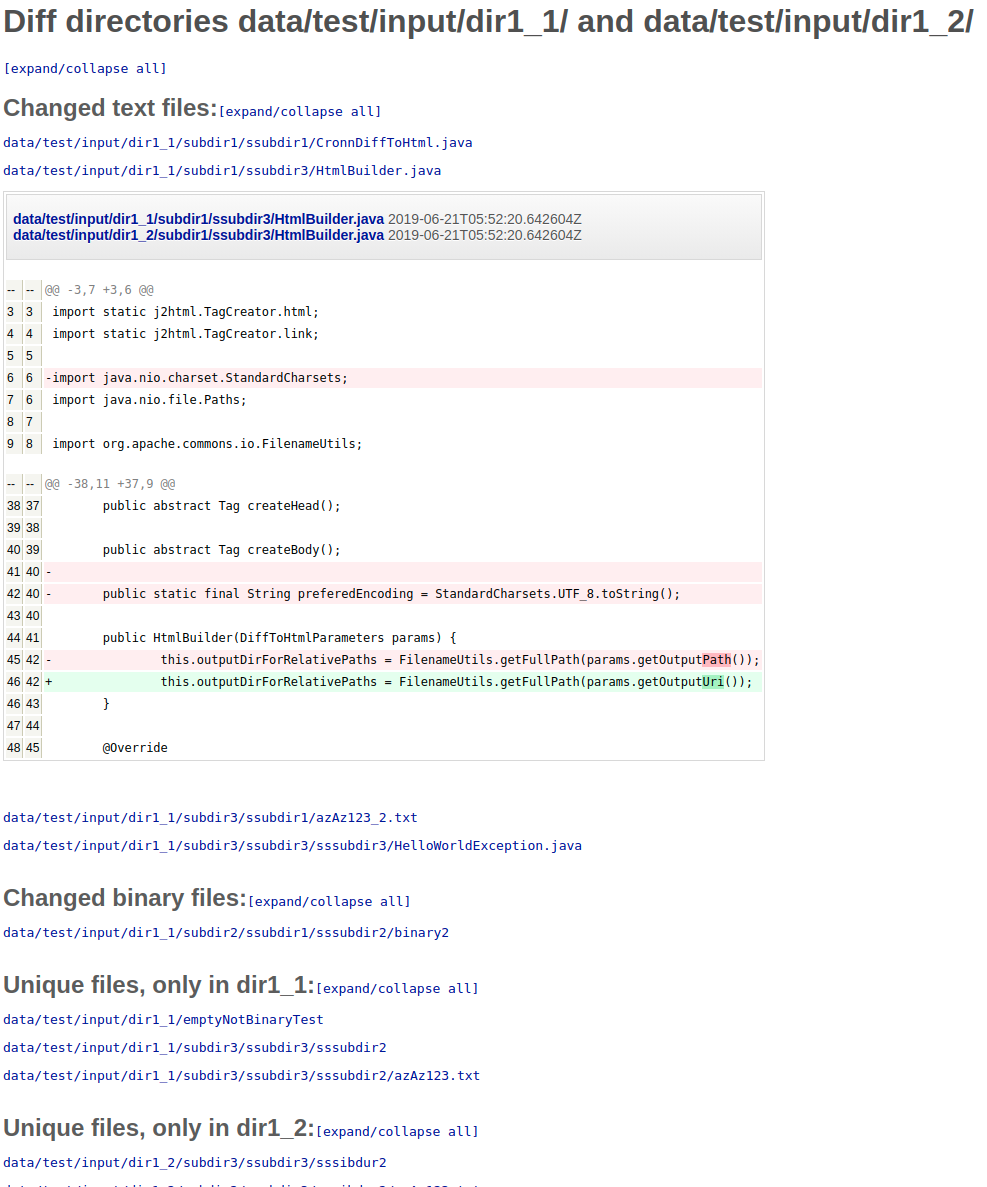 Diff directories data/test/input/dir1_1/ and data/test/input/dir1_2/
[expand/collapse all]
Changed text files:[expand/collapse all]
data/test/input/dir1_1/subdir1/ssubdir1/CronnDiffToHtml.java
data/test/input/dir1_1/subdir1/ssubdir3/HtmlBuilder.java
data/test/input/dir1_1/subdir1/ssubdir3/HtmlBuilder.java 2019-06-21T05:52:20.642604Z
data/test/input/dir1_2/subdir1/ssubdir3/HtmlBuilder.java 2019-06-21T05:52:20.642604Z
-- -- @@ -3,7 +3,6 @@
3 3 import static j2html.TagCreator.html;
4 4 import static j2html.TagCreator.link;
5 5
6 6 -import java.nio.charset.StandardCharsets;
7 6 import java.nio.file.Paths;
8 7
9 8 import org.apache.commons.io.FilenameUtils;
-- -- @@ -38,11 +37,9 @@
38 37 public abstract Tag createHead();
39 38
40 39 public abstract Tag createBody();
41 40 -
42 40 - public static final String preferedEncoding = StandardCharsets.UTF_8.toString();
43 40
44 41 public HtmlBuilder(DiffToHtmlParameters params) {
45 42 - this.outputDirForRelativePaths = FilenameUtils.getFullPath(params.getOutputPath());
46 42 + this.outputDirForRelativePaths = FilenameUtils.getFullPath(params.getOutputUri());
46 43 }
47 44
48 45 @Override
data/test/input/dir1_1/subdir3/ssubdir1/azAz123_2.txt
data/test/input/dir1_1/subdir3/ssubdir3/sssubdir3/HelloWorldException.java
Changed binary files:[expand/collapse all]
data/test/input/dir1_1/subdir2/ssubdir1/sssubdir2/binary2
Unique files, only in dir1_1:[expand/collapse all]
data/test/input/dir1_1/emptyNotBinaryTest
data/test/input/dir1_1/subdir3/ssubdir3/sssubdir2
data/test/input/dir1_1/subdir3/ssubdir3/sssubdir2/azAz123.txt
Unique files, only in dir1_2:[expand/collapse all]
data/test/input/dir1_2/subdir3/ssubdir3/sssibdur2